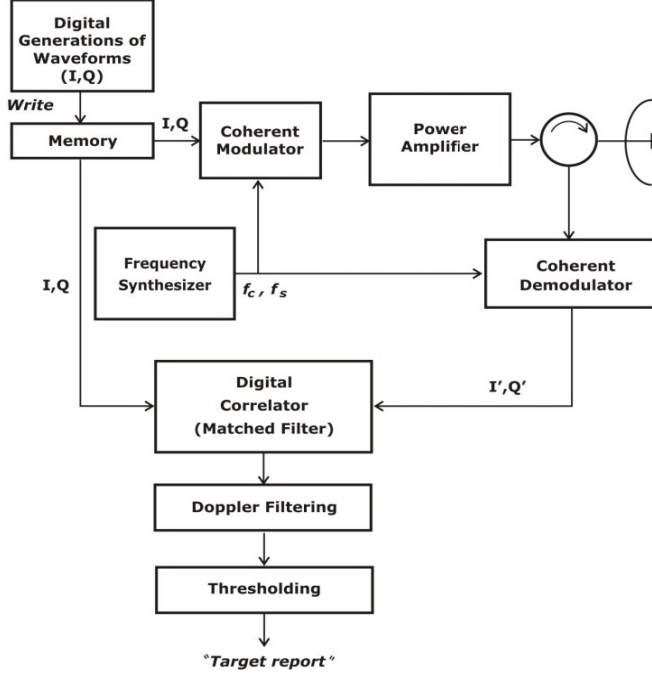 Digital
Generations of
Waveforms
(I,Q)
Write
Memory
I,Q
Coherent
Modulator
Power
Amplifier
Frequency
Synthesizer
fc , fs
Coherent
Demodulator
I,Q
I',Q'
Digital
Correlator
(Matched Filter)
Doppler Filtering
Thresholding
“Target report”